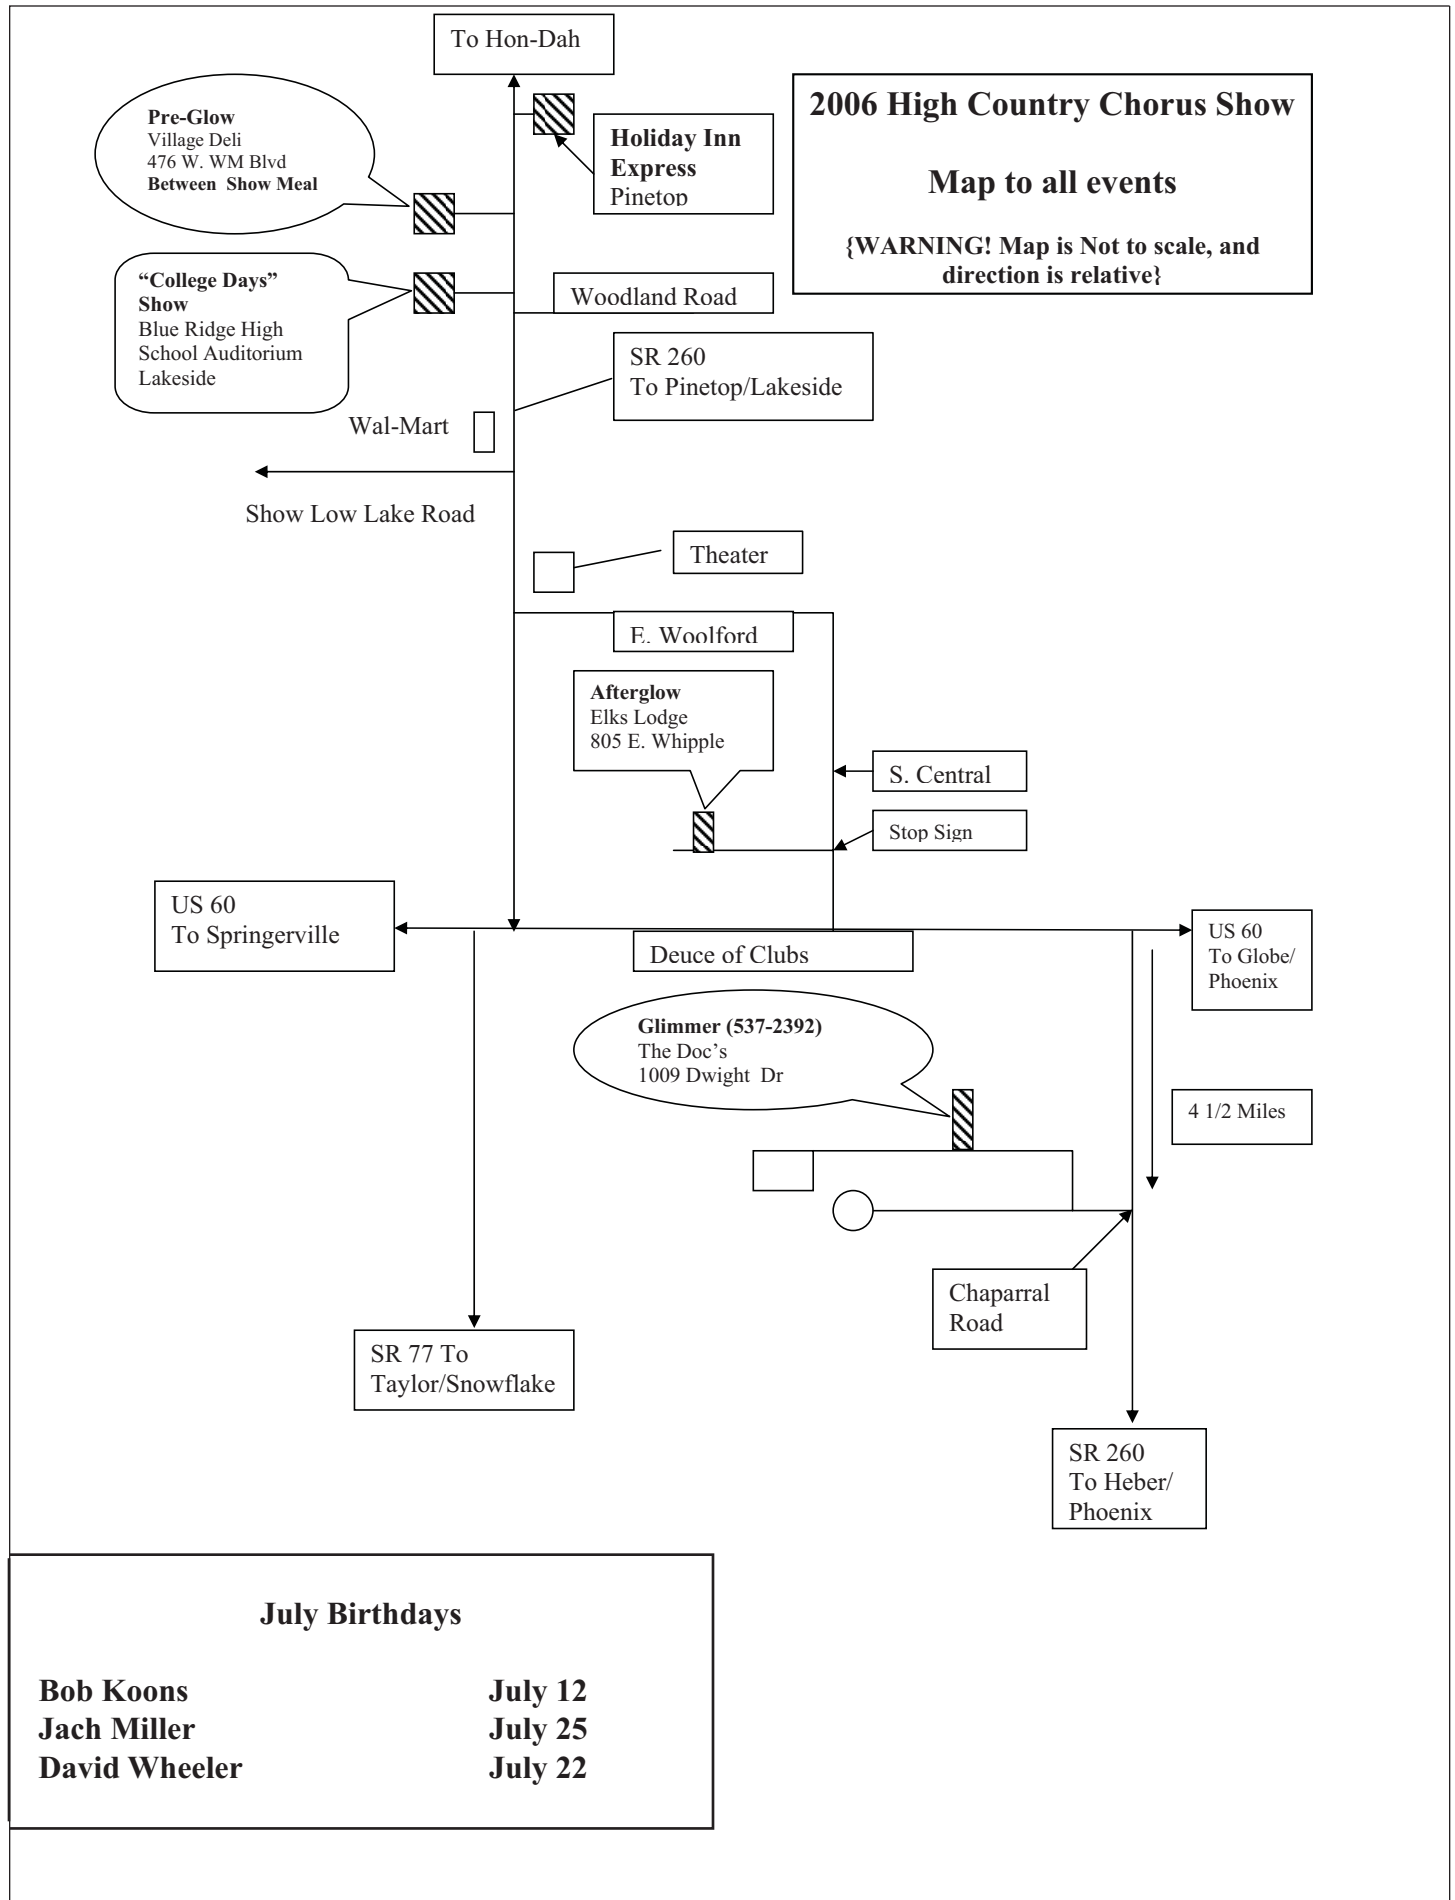 To Hon-Dah
2006 High Country Chorus Show
Map to all events
{WARNING! Map is Not to scale, and
direction is relative}
Pre-Glow
Village Deli
476 W. WM Blvd
Between Show Meal
Holiday Inn
Express
Pinetop
“College Days”
Show
Blue Ridge High
School Auditorium
Lakeside
Woodland Road
SR 260
To Pinetop/Lakeside
Wal-Mart
Show Low Lake Road
Theater
E. Woolford
Afterglow
Elks Lodge
805 E. Whipple
S. Central
Stop Sign
US 60
To Springerville
Deuce of Clubs
US 60
To Globe/
Phoenix
Glimmer (537-2392)
The Doc’s
1009 Dwight Dr
4 1/2 Miles
Chaparral
Road
SR 77 To
Taylor/Snowflake
SR 260
To Heber/
Phoenix
July Birthdays
Bob Koons July 12
Jach Miller July 25
David Wheeler July 22